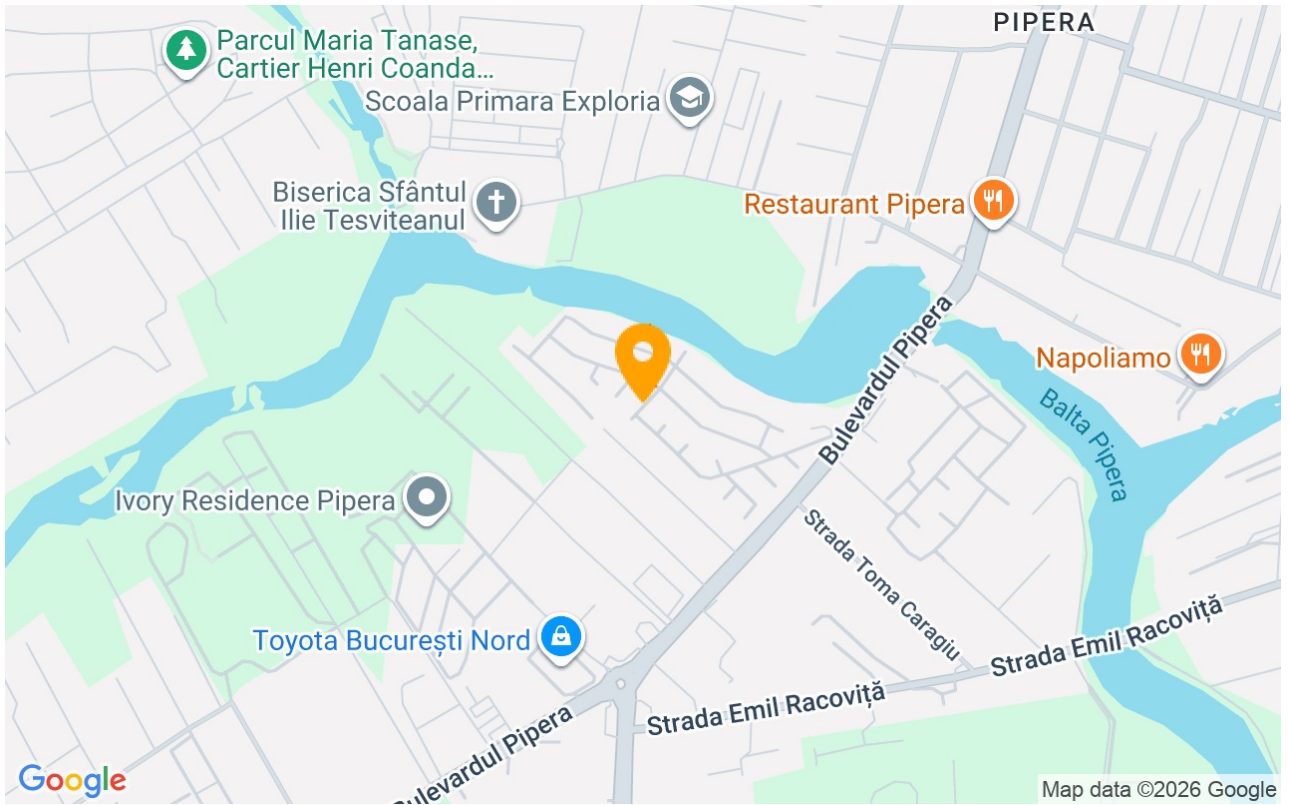 PIPERA
Parcul Maria Tanase,
Cartier Henri Coanda...
Scoala Primara Exploria
Biserica Sfântul
Ilie Tesviteanul
Restaurant Pipera
Bulevardul Pipera
Napoliamo
Balta Pipera
Ivory Residence Pipera
Strada Toma Caragiu
Strada Emil Racoviță
Toyota București Nord
Strada Emil Racoviță
Bulevardul Pipera
Google
Map data ©2026 Google